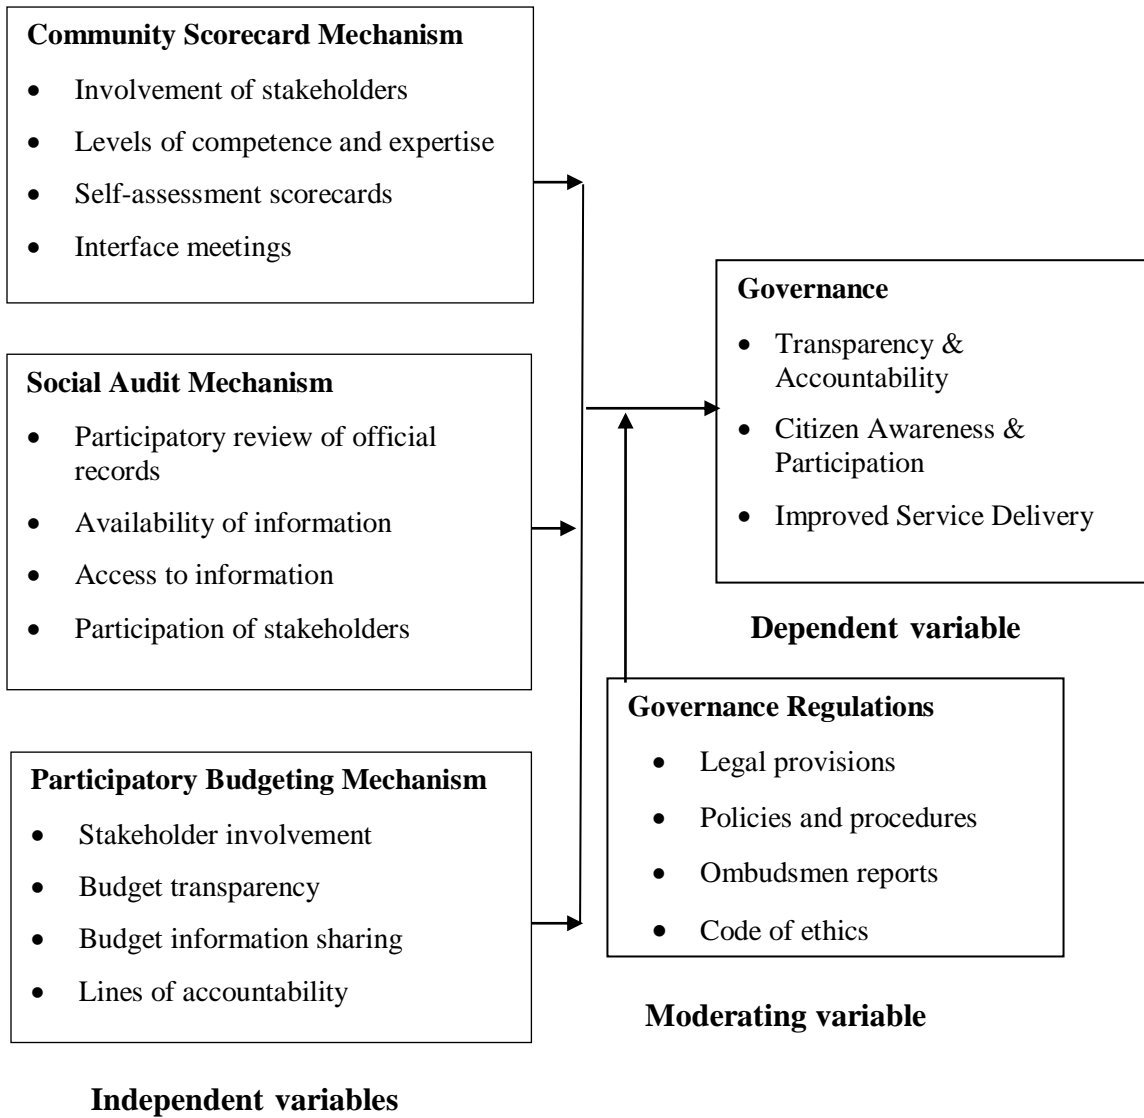 Community Scorecard Mechanism
• Involvement of stakeholders
• Levels of competence and expertise
• Self-assessment scorecards
• Interface meetings
Social Audit Mechanism
• Participatory review of official
records
• Availability of information
• Access to information
• Participation of stakeholders
Participatory Budgeting Mechanism
• Stakeholder involvement
• Budget transparency
• Budget information sharing
• Lines of accountability
Independent variables
Governance
• Transparency &
Accountability
• Citizen Awareness &
Participation
• Improved Service Delivery
Dependent variable
Governance Regulations
• Legal provisions
• Policies and procedures
• Ombudsmen reports
• Code of ethics
Moderating variable